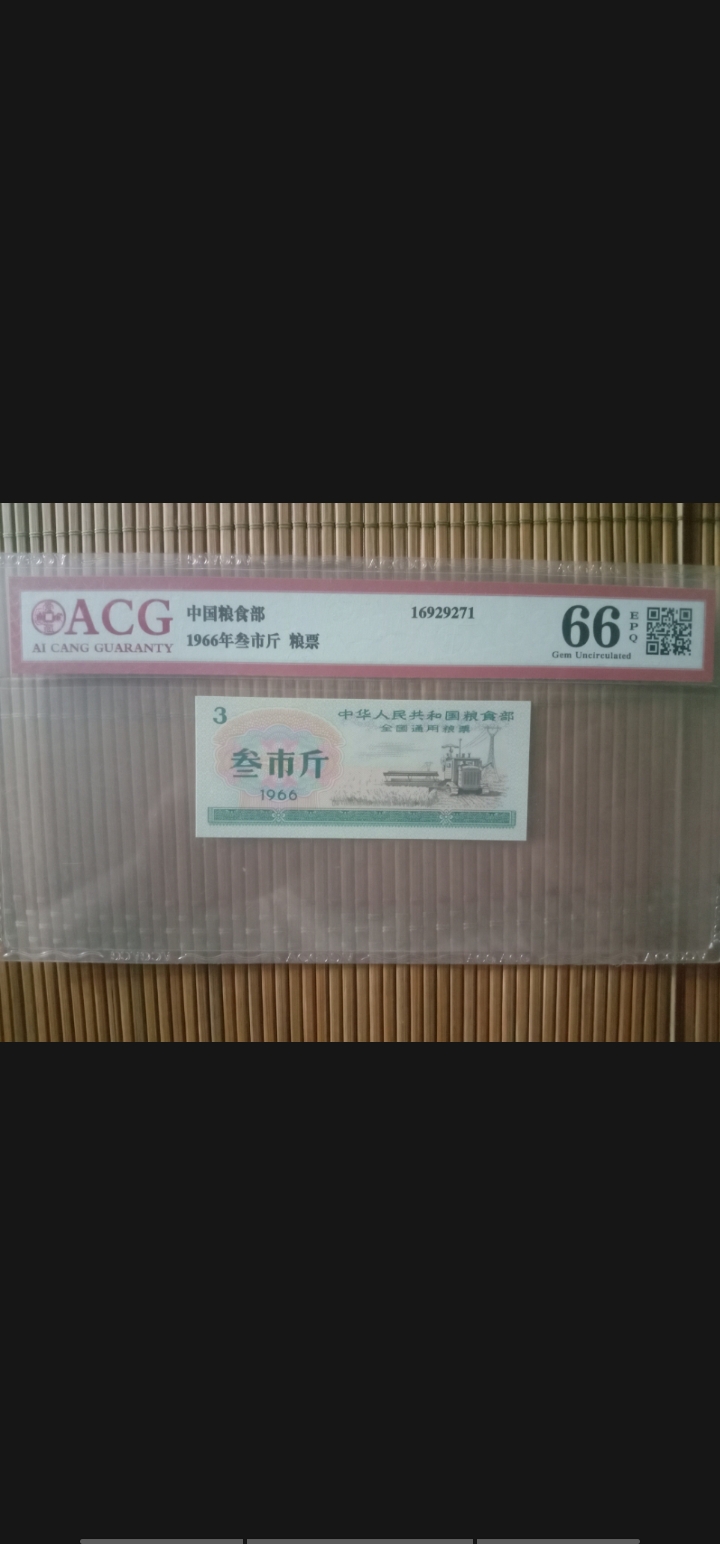 ACG
AI CANG GUARANTY
中国粮食部
1966年叁市斤 粮票
16929271
66
EPQ
Gem Uncirculated
3
中华人民共和国粮食部
全国通用粮票
叁市斤
1966